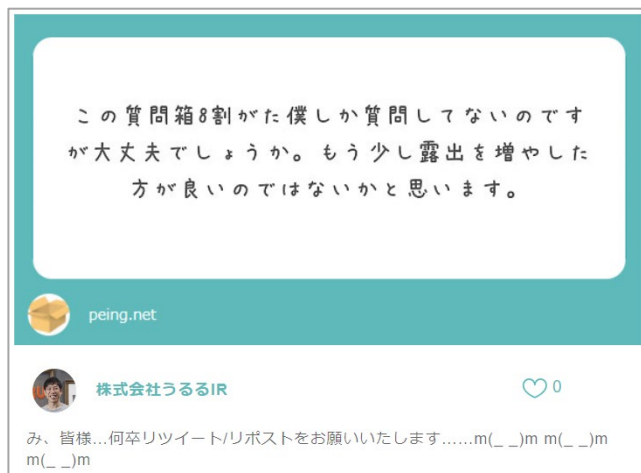 この質問箱8割がた僕しか質問してないのです
が大丈夫でしょうか。もう少し露出を増やした
方が良いのではないかと思います。
peing.net
株式会社うるるIR
0
み、皆様…何卒リツイート/リポストをお願いいたします……m(_ _)m m(_ _)m
m(_ _)m